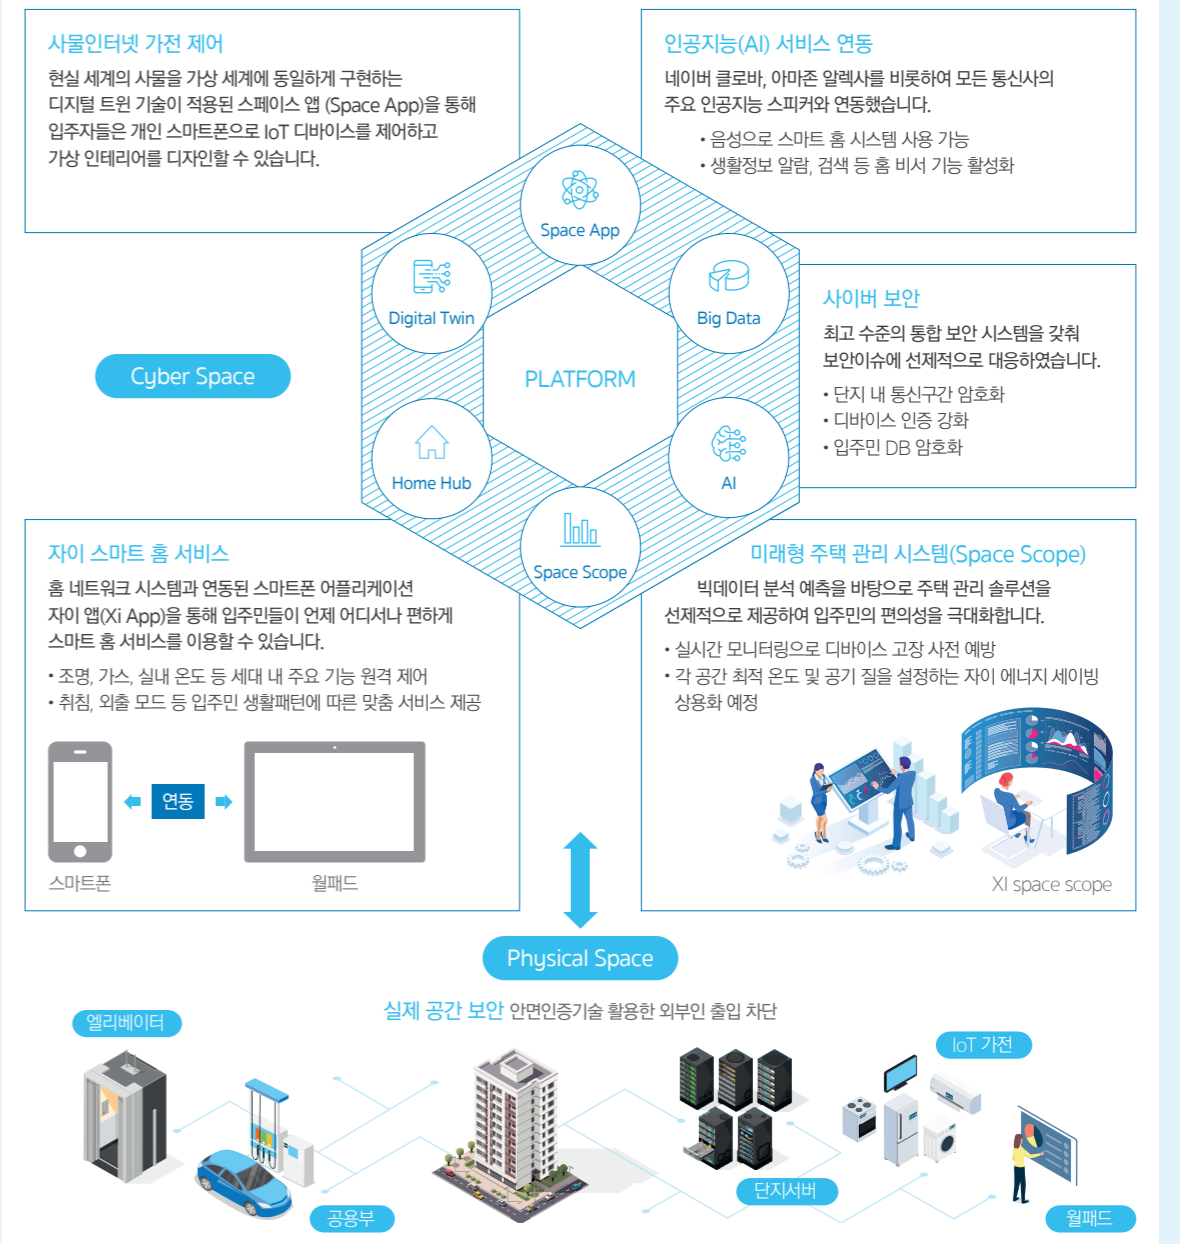 사물인터넷 가전 제어
현실 세계의 사물을 가상 세계에 동일하게 구현하는
디지털 트윈 기술이 적용된 스페이스 앱 (Space App)을 통해
입주자들은 개인 스마트폰으로 IoT 디바이스를 제어하고
가상 인테리어를 디자인할 수 있습니다.
인공지능(AI) 서비스 연동
네이버 클로바, 아마존 알렉사를 비롯하여 모든 통신사의
주요 인공지능 스피커와 연동했습니다.
• 음성으로 스마트 홈 시스템 사용 가능
• 생활정보 알람, 검색 등 홈 비서 기능 활성화
Space App
Digital Twin
Big Data
PLATFORM
Cyber Space
Home Hub
AI
Space Scope
사이버 보안
최고 수준의 통합 보안 시스템을 갖춰
보안이슈에 선제적으로 대응하였습니다.
• 단지 내 통신구간 암호화
• 디바이스 인증 강화
• 입주민 DB 암호화
자이 스마트 홈 서비스
홈 네트워크 시스템과 연동된 스마트폰 어플리케이션
자이 앱(Xi App)을 통해 입주민들이 언제 어디서나 편하게
스마트 홈 서비스를 이용할 수 있습니다.
• 조명, 가스, 실내 온도 등 세대 내 주요 기능 원격 제어
• 취침, 외출 모드 등 입주민 생활패턴에 따른 맞춤 서비스 제공
연동
스마트폰
월패드
미래형 주택 관리 시스템(Space Scope)
빅데이터 분석 예측을 바탕으로 주택 관리 솔루션을
선제적으로 제공하여 입주민의 편의성을 극대화합니다.
• 실시간 모니터링으로 디바이스 고장 사전 예방
• 각 공간 최적 온도 및 공기 질을 설정하는 자이 에너지 세이빙
상용화 예정
XI space scope
Physical Space
실제 공간 보안 안면인증기술 활용한 외부인 출입 차단
엘리베이터
IoT 가전
단지서버
공용부
월패드